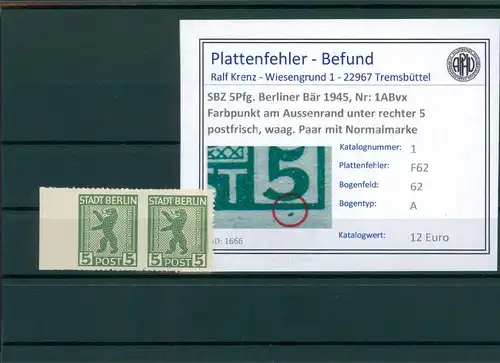 Plattenfehler - Befund
Ralf Krenz - Wiesengrund 1 - 22967 Tremsbüttel
SBZ 5Pfg. Berliner Bär 1945, Nr: 1ABvx
Farbpunkt am Aussenrand unter rechter 5
postfrisch, waag. Paar mit Normalmarke
Katalognummer: 1
Plattenfehler: F62
Bogenfeld: 62
Bogentyp: A
Katalogwert: 12 Euro
T 5
ID: 1666
STADT BERLIN STADT BERLIN
5 POST 5 5 POST 5